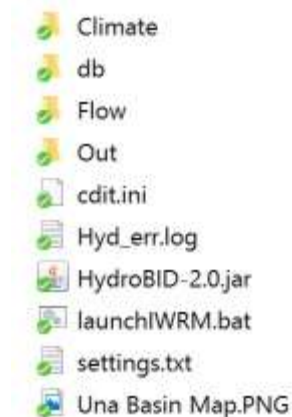 Climate
db
Flow
Out
cdit.ini
Hyd_err.log
HydroBID-2.0.jar
launchIWRM.bat
settings.txt
Una Basin Map.PNG